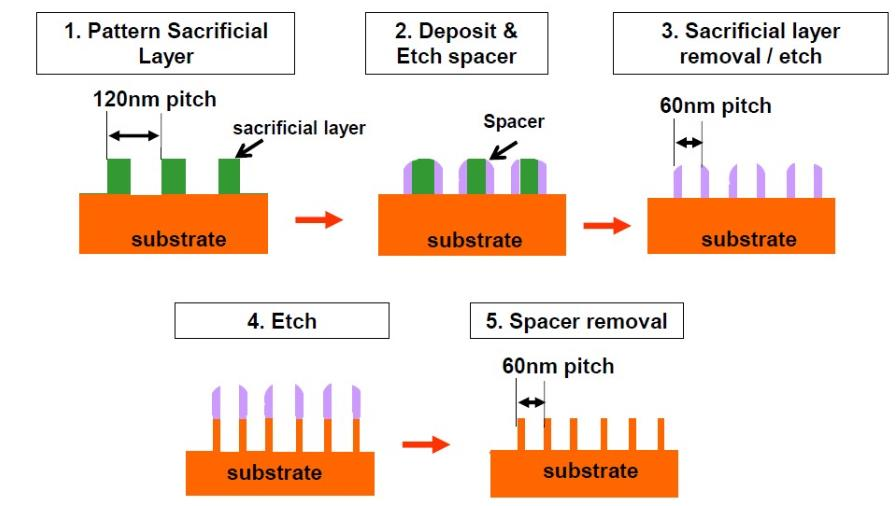 1. Pattern Sacrificial
Layer
2. Deposit &
Etch spacer
3. Sacrificial layer
removal / etch
120nm pitch
sacrificial layer
Spacer
60nm pitch
substrate
substrate
substrate
4. Etch
5. Spacer removal
60nm pitch
substrate
substrate